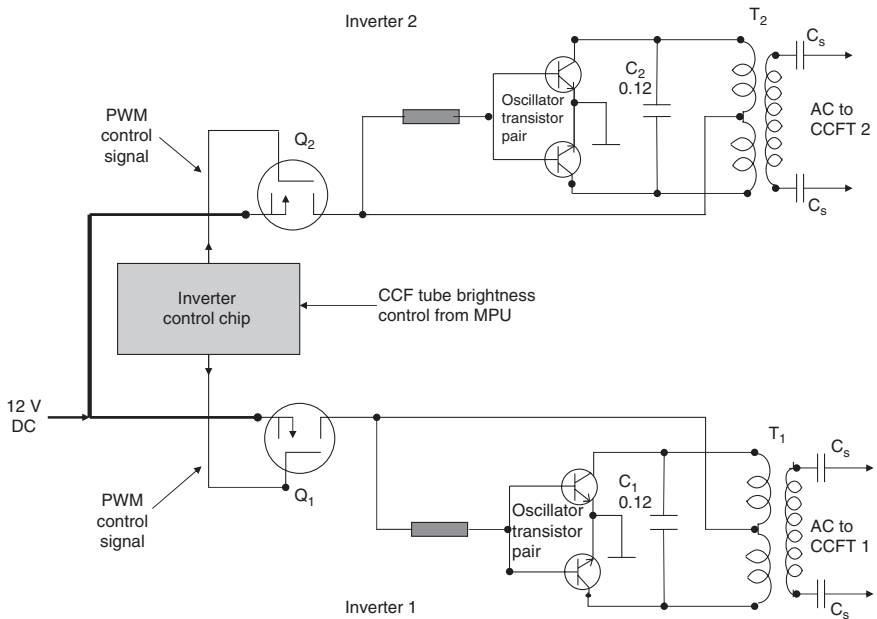 Inverter 2
T2
Cs
PWM
control
signal
Q2
Oscillator
transistor
pair
C2
0.12
AC to
CCFT 2
Cs
Inverter
control chip
CCF tube brightness
control from MPU
12 V
DC
PWM
control
signal
Q1
Oscillator
transistor
pair
C1
0.12
T1
Cs
AC to
CCFT 1
Cs
Inverter 1